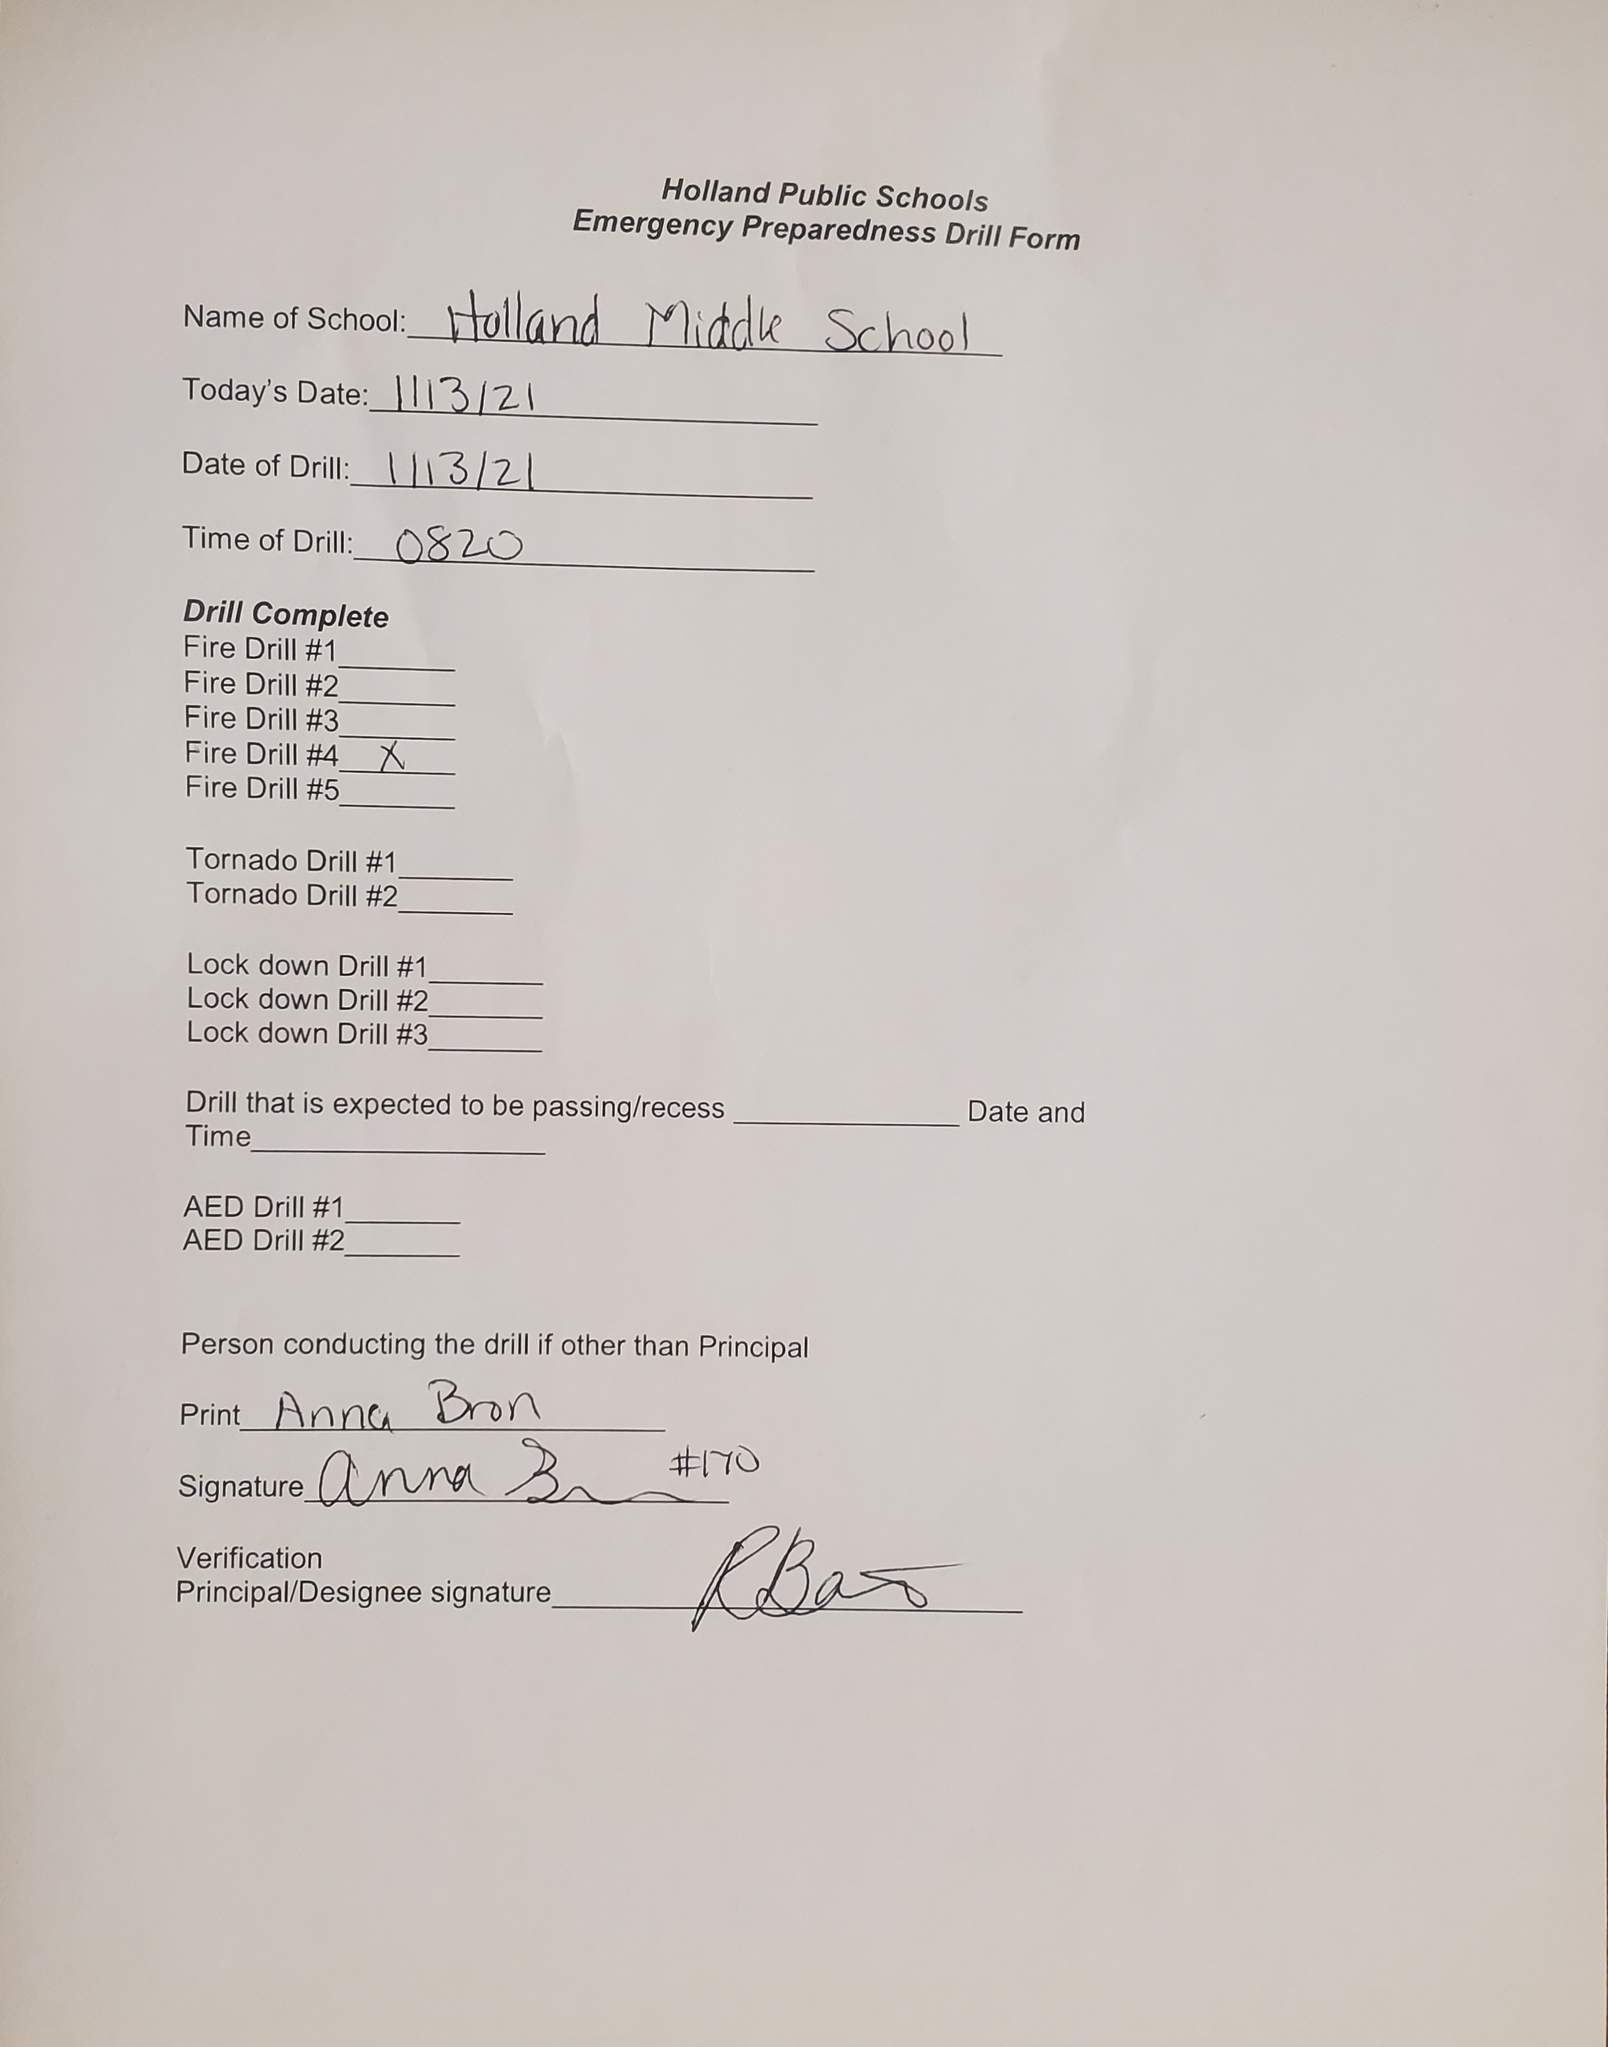 Holland Public Schools
Emergency Preparedness Drill Form
Name of School: Holland Middle School
Today's Date: 1/13/21
Date of Drill: 1/13/21
Time of Drill: 0820
Drill Complete
Fire Drill #1
Fire Drill #2
Fire Drill #3
Fire Drill #4 X
Fire Drill #5
Tornado Drill #1
Tornado Drill #2
Lock down Drill #1
Lock down Drill #2
Lock down Drill #3
Drill that is expected to be passing/recess Date and
Time
AED Drill #1
AED Drill #2
Person conducting the drill if other than Principal
Print Anna Bron
Signature Anna #170
Verification
Principal/Designee signature